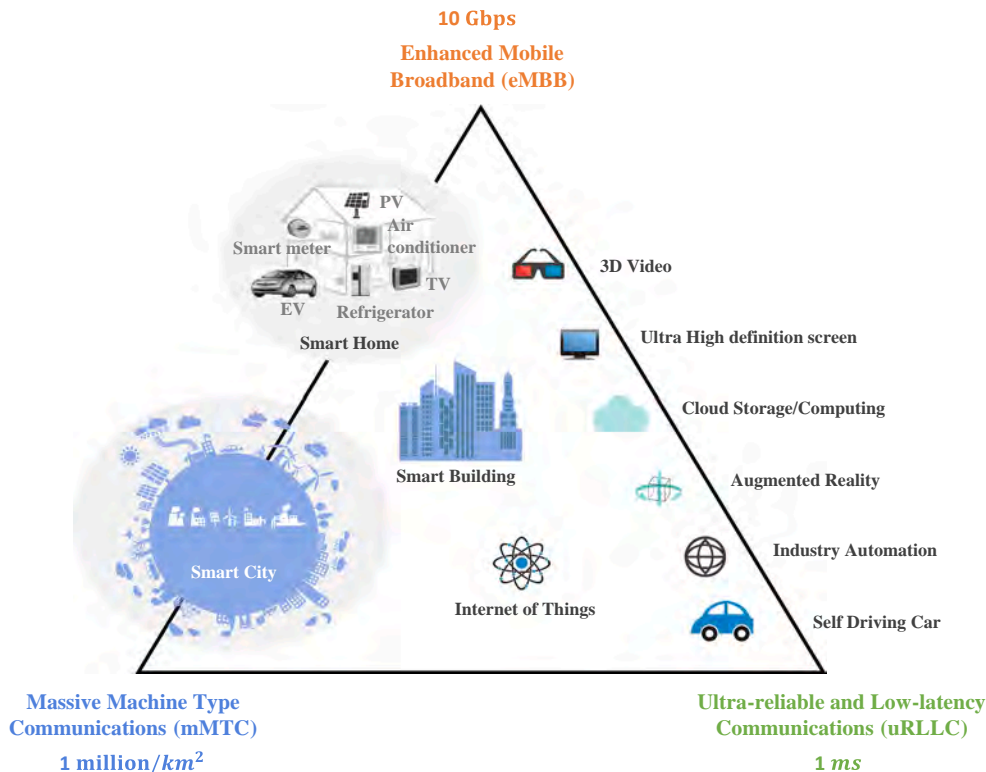 10 Gbps
Enhanced Mobile
Broadband (eMBB)
PV
Air
conditioner
Smart meter
TV
EV
Refrigerator
Smart Home
3D Video
Ultra High definition screen
Cloud Storage/Computing
Smart Building
Augmented Reality
Industry Automation
Smart City
Internet of Things
Self Driving Car
Massive Machine Type
Communications (mMTC)
1 million/km²
Ultra-reliable and Low-latency
Communications (uRLLC)
1 ms